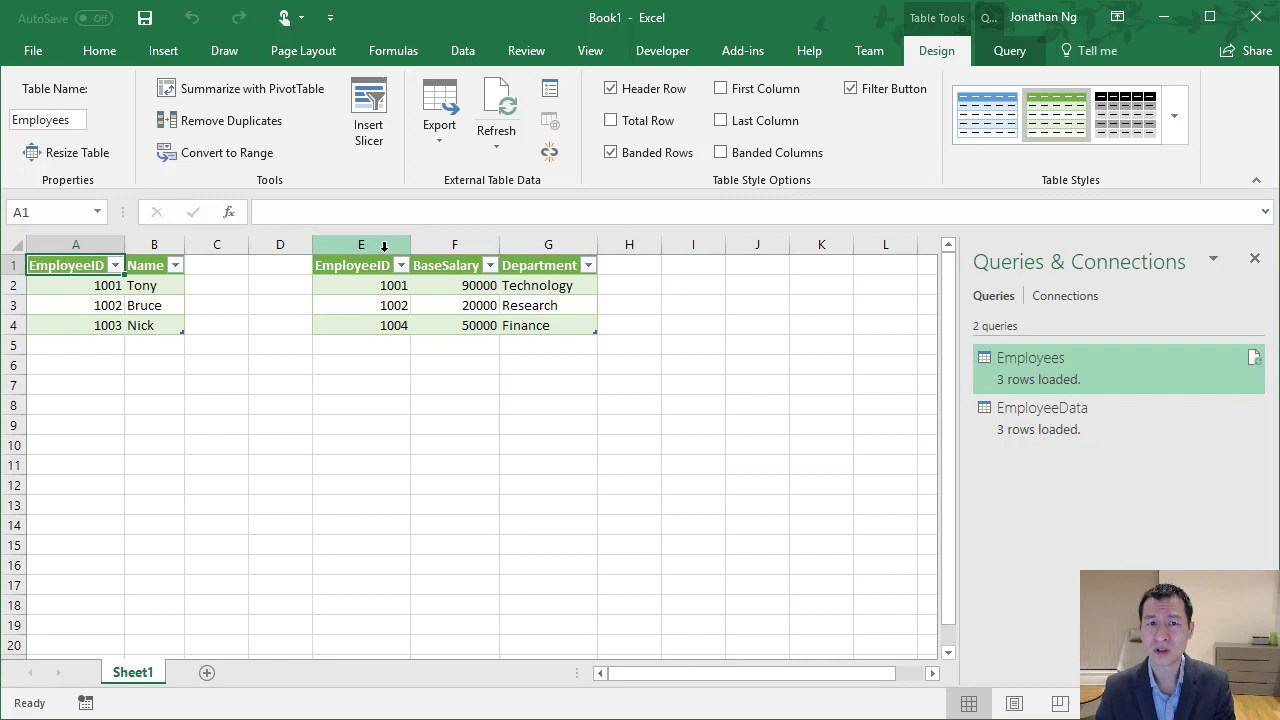 AutoSave Off
Book1 - Excel
Table Tools
Q...
Jonathan Ng
File Home Insert Draw Page Layout Formulas Data Review View Developer Add-ins Help Team Design Query Tell me Share
Table Name:
Employees
Resize Table
Properties
Summarize with PivotTable
Remove Duplicates
Convert to Range
Tools
Insert
Slicer
Export
Refresh
External Table Data
Header Row
Total Row
Banded Rows
First Column
Last Column
Banded Columns
Filter Button
Table Style Options
Table Styles
A1
fx
A B C D E F G H I J K L
1 EmployeeID Name EmployeeID BaseSalary Department
2 1001 Tony 1001 90000 Technology
3 1002 Bruce 1002 20000 Research
4 1003 Nick 1004 50000 Finance
5
6
7
8
9
10
11
12
13
14
15
16
17
18
19
20
Queries & Connections
Queries Connections
2 queries
Employees
3 rows loaded.
EmployeeData
3 rows loaded.
Sheet1
Ready